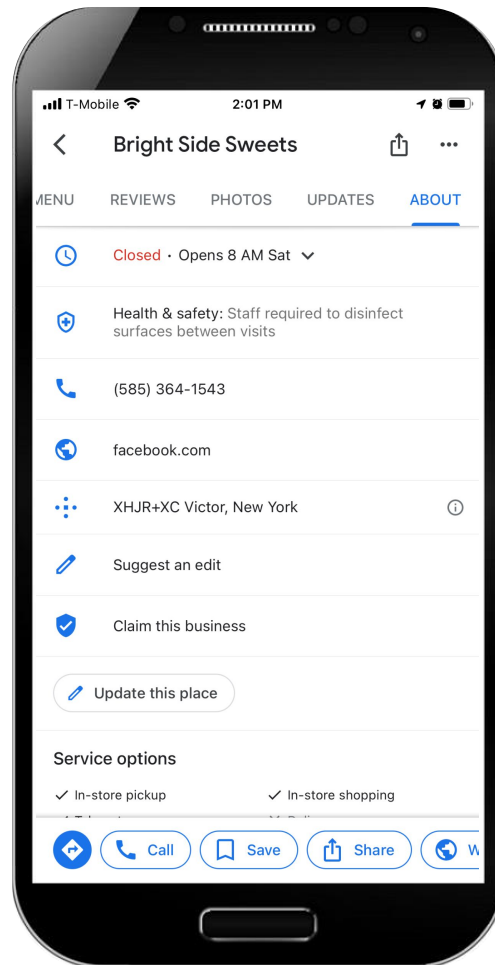 T-Mobile 2:01 PM
Bright Side Sweets
MENU REVIEWS PHOTOS UPDATES ABOUT
Closed · Opens 8 AM Sat
Health & safety: Staff required to disinfect
surfaces between visits
(585) 364-1543
facebook.com
XHJR+XC Victor, New York
Suggest an edit
Claim this business
Update this place
Service options
In-store pickup In-store shopping
Call Save Share